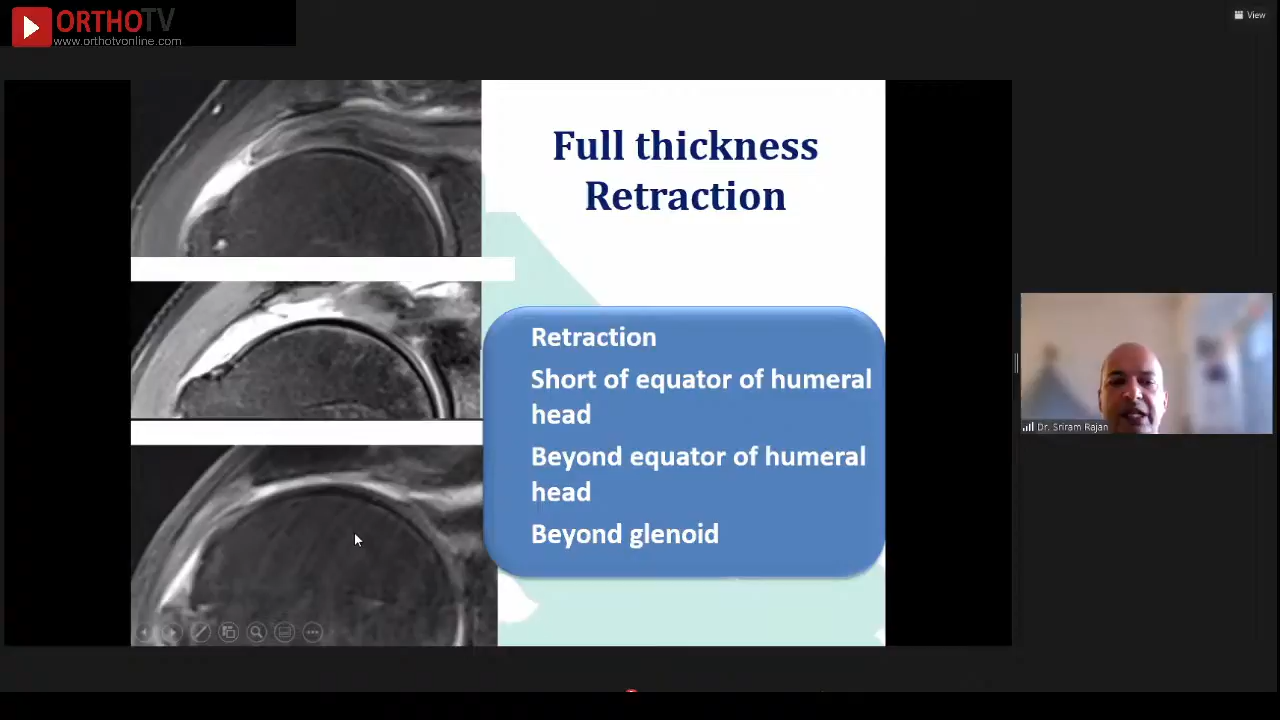 ORTHOTV
www.orthotvonline.com
View
Full thickness
Retraction
Retraction
Short of equator of humeral
head
Beyond equator of humeral
head
Beyond glenoid
Dr. Sriram Rajan